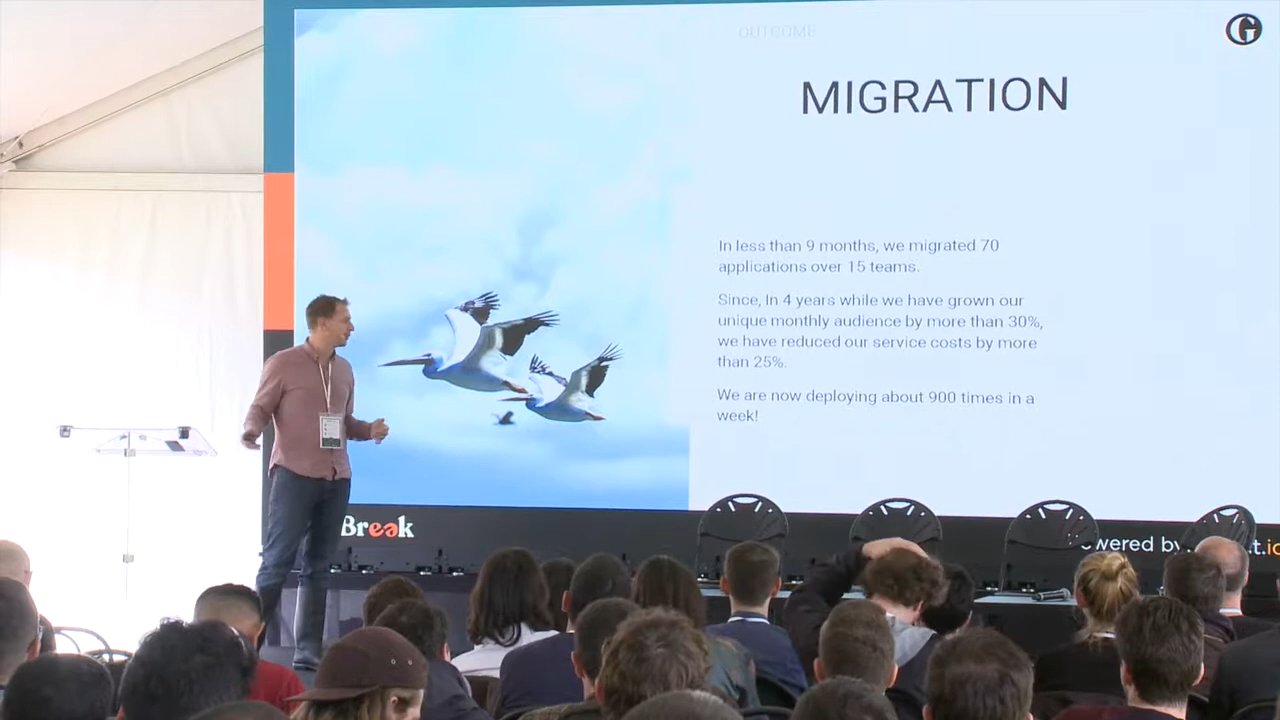 OUTCOME
G
MIGRATION
In less than 9 months, we migrated 70
applications over 15 teams.
Since, In 4 years while we have grown our
unique monthly audience by more than 30%,
we have reduced our service costs by more
than 25%.
We are now deploying about 900 times in a
week!
Break
owered by